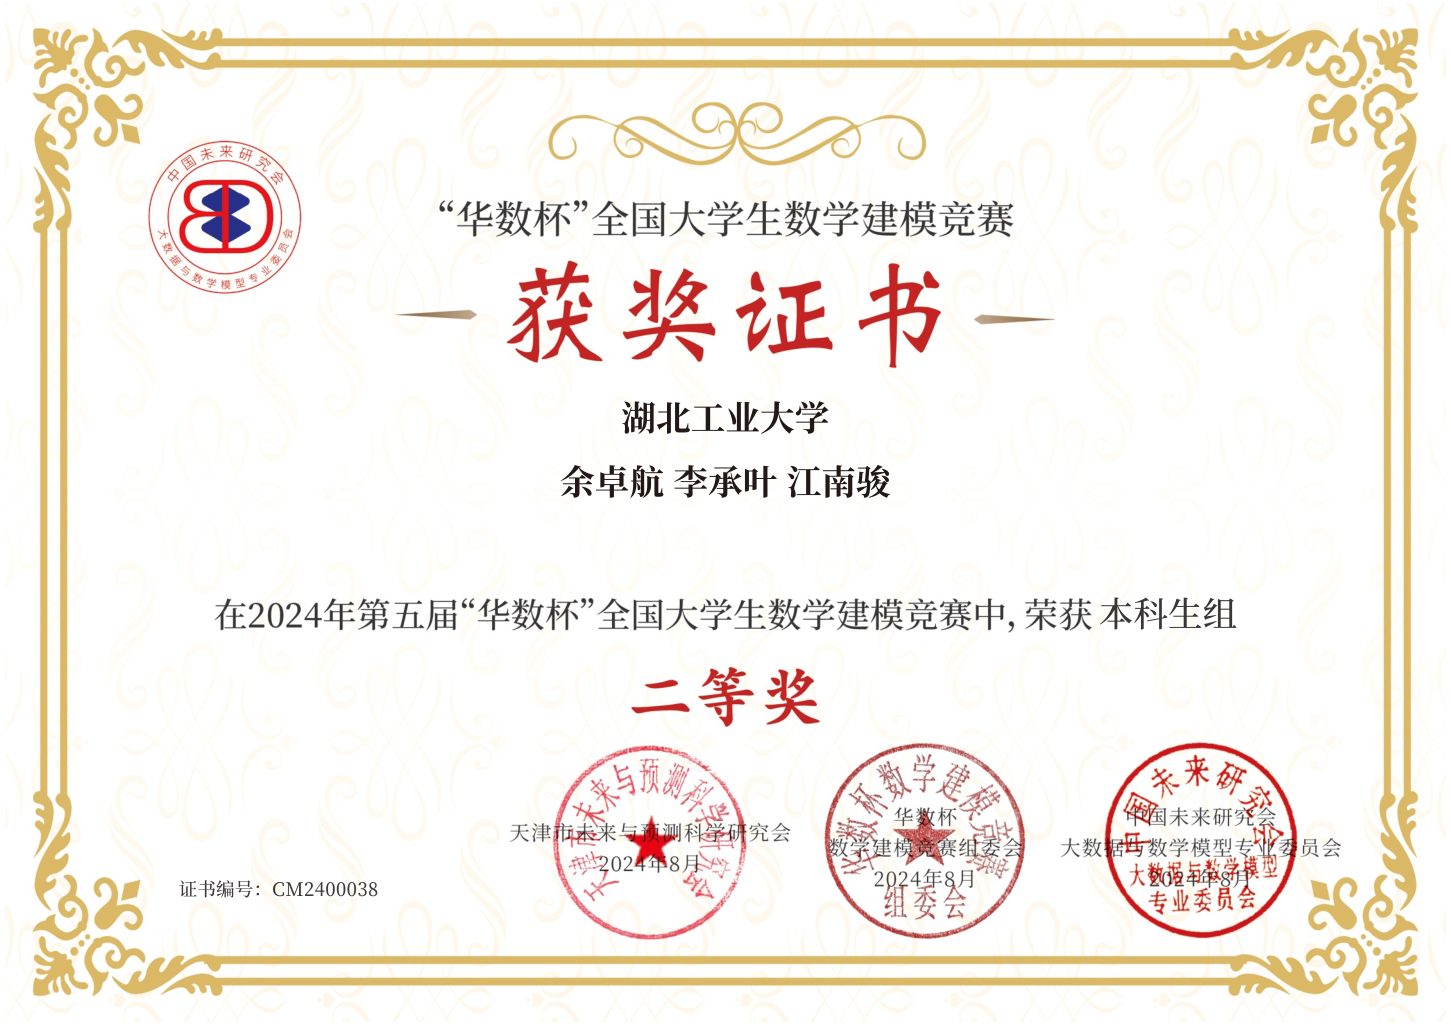 中国未来研究会
大数据与数学模型专业委员会
“华数杯”全国大学生数学建模竞赛
获奖证书
湖北工业大学
余卓航 李承叶 江南骏
在2024年第五届“华数杯”全国大学生数学建模竞赛中，荣获 本科生组
二等奖
天津市未来与预测科学研究会
2024年8月
天津市未来与预测科学研究会
华数杯
数学建模竞赛组委会
2024年8月
华数杯数学建模竞赛
组委会
中国未来研究会
大数据与数学模型专业委员会
2024年8月
中国未来研究会
大数据与数学模型
专业委员会
证书编号：CM2400038